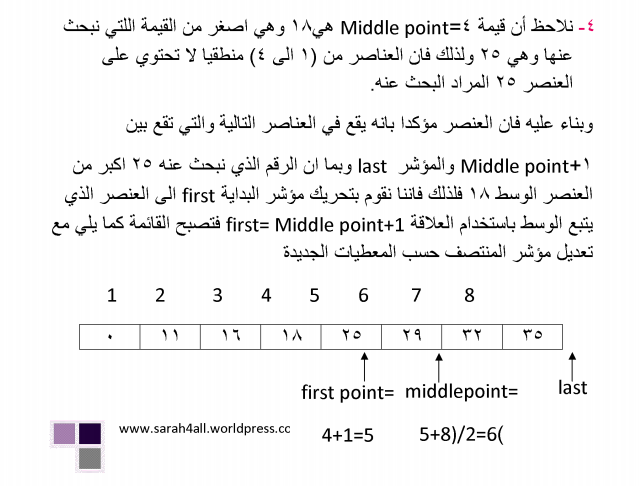 ٤- نلاحظ أن قيمة Middle point=٤ هي١٨ وهي اصغر من القيمة اللتي نبحث
عنها وهي ٢٥ ولذلك فان العناصر من (١ الى ٤) منطقيا لا تحتوي على
العنصر ٢٥ المراد البحث عنه.
وبناء عليه فان العنصر مؤكدا بانه يقع في العناصر التالية والتي تقع بين
Middle point+١ والمؤشر last وبما ان الرقم الذي نبحث عنه ٢٥ اكبر من
العنصر الوسط ١٨ فلذلك فاننا نقوم بتحريك مؤشر البداية first الى العنصر الذي
يتبع الوسط باستخدام العلاقة first= Middle point+1 فتصبح القائمة كما يلي مع
تعديل مؤشر المنتصف حسب المعطيات الجديدة
1 2 3 4 5 6 7 8
٠ ١١ ١٦ ١٨ ٢٥ ٢٩ ٣٢ ٣٥
first point= middlepoint= last
4+1=5 5+8)/2=6(
www.sarah4all.wordpress.cc